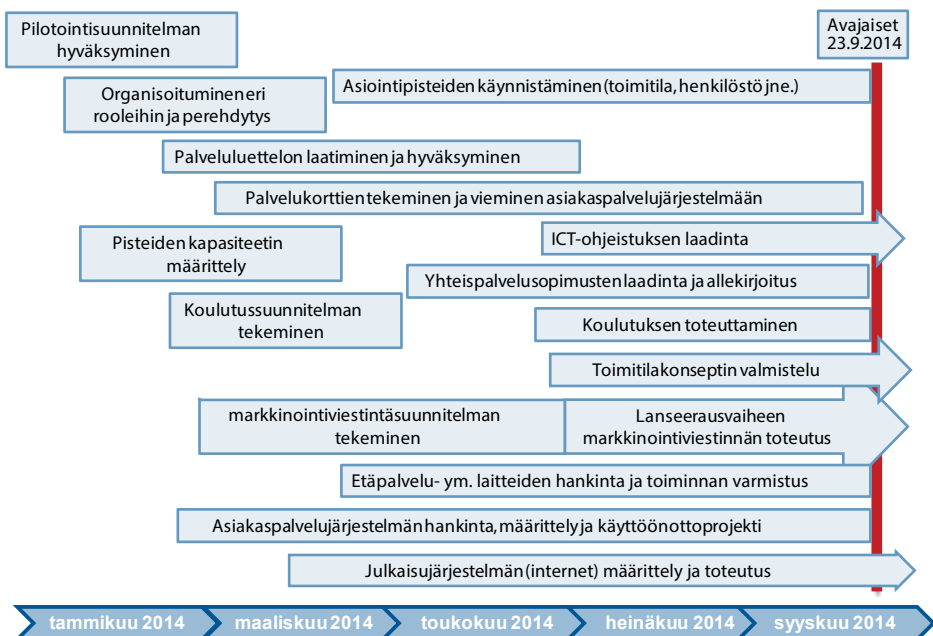 Pilotointisuunnitelman
hyväksyminen
Avajaiset
23.9.2014
Organisoituminen eri
rooleihin ja perehdytys
Asiointipisteiden käynnistäminen (toimitila, henkilöstö jne.)
Palveluluettelon laatiminen ja hyväksyminen
Palvelukorttien tekeminen ja vieminen asiakaspalvelujärjestelmään
Pisteiden kapasiteetin
määrittely
ICT-ohjeistuksen laadinta
Yhteispalvelusopimusten laadinta ja allekirjoitus
Koulutussuunnitelman
tekeminen
Koulutuksen toteuttaminen
Toimitilakonseptin valmistelu
markkinointiviestintäsuunnitelman
tekeminen
Lanseerausvaiheen
markkinointiviestinnän toteutus
Etäpalvelu- ym. laitteiden hankinta ja toiminnan varmistus
Asiakaspalvelujärjestelmän hankinta, määrittely ja käyttöönottoprojekti
Julkaisujärjestelmän (internet) määrittely ja toteutus
tammikuu 2014
maaliskuu 2014
toukokuu 2014
heinäkuu 2014
syyskuu 2014